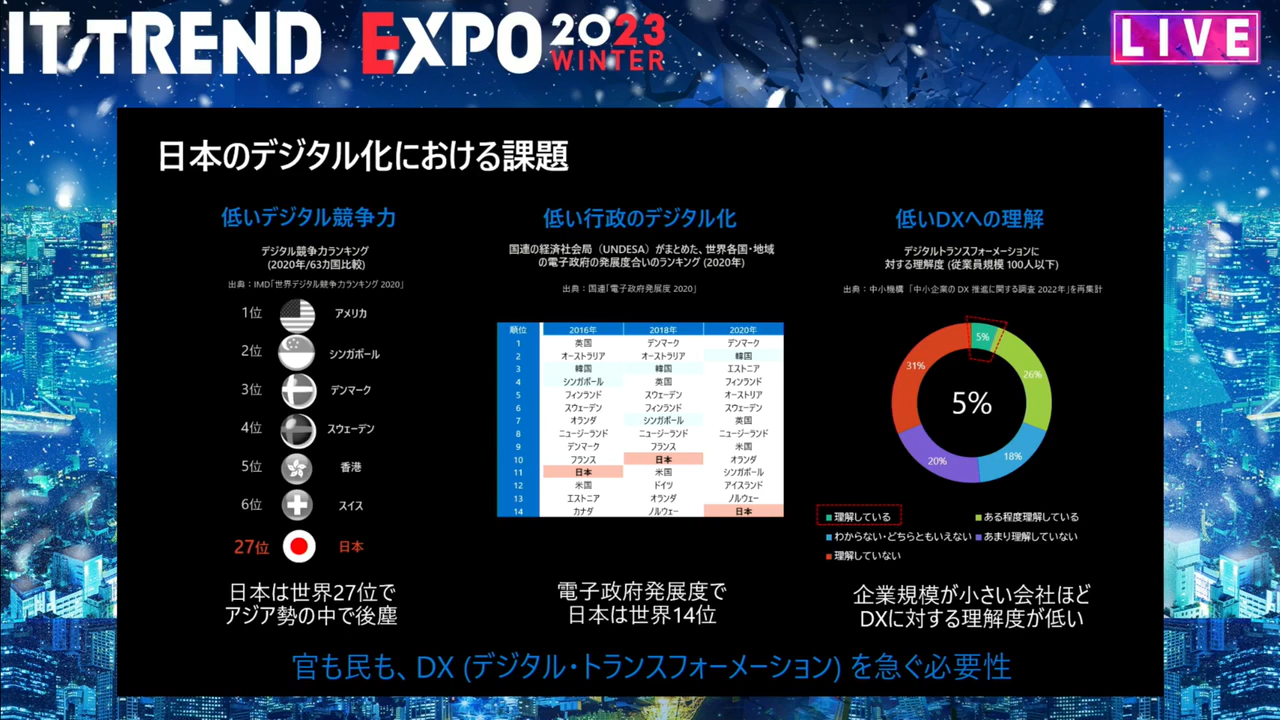 IT TREND EXPO 2023 WINTER
LIVE
日本のデジタル化における課題
低いデジタル競争力
デジタル競争力ランキング
(2020年/63カ国比較)
出典：IMD「世界デジタル競争力ランキング 2020」
1位 アメリカ
2位 シンガポール
3位 デンマーク
4位 スウェーデン
5位 香港
6位 スイス
27位 日本
日本は世界27位で
アジア勢の中で後塵
低い行政のデジタル化
国連の経済社会局（UNDESA）がまとめた、世界各国・地域
の電子政府の発展度合いのランキング (2020年)
出典：国連「電子政府発展度 2020」
順位 2016年 2018年 2020年
1 英国 デンマーク デンマーク
2 オーストラリア オーストラリア 韓国
3 韓国 韓国 エストニア
4 シンガポール 英国 フィンランド
5 フィンランド スウェーデン オーストリア
6 スウェーデン フィンランド スウェーデン
7 オランダ シンガポール 英国
8 ニュージーランド ニュージーランド ニュージーランド
9 デンマーク フランス 米国
10 フランス 日本 オランダ
11 日本 米国 シンガポール
12 米国 ドイツ アイスランド
13 エストニア オランダ ノルウェー
14 カナダ ノルウェー 日本
電子政府発展度で
日本は世界14位
低いDXへの理解
デジタルトランスフォーメーションに
対する理解度 (従業員規模 100人以下)
出典：中小機構 「中小企業の DX 推進に関する調査 2022年」を再集計
5%
31%
26%
5%
20%
18%
理解している ある程度理解している
わからない・どちらともいえない あまり理解していない
理解していない
企業規模が小さい会社ほど
DXに対する理解度が低い
官も民も、DX (デジタル・トランスフォーメーション) を急ぐ必要性